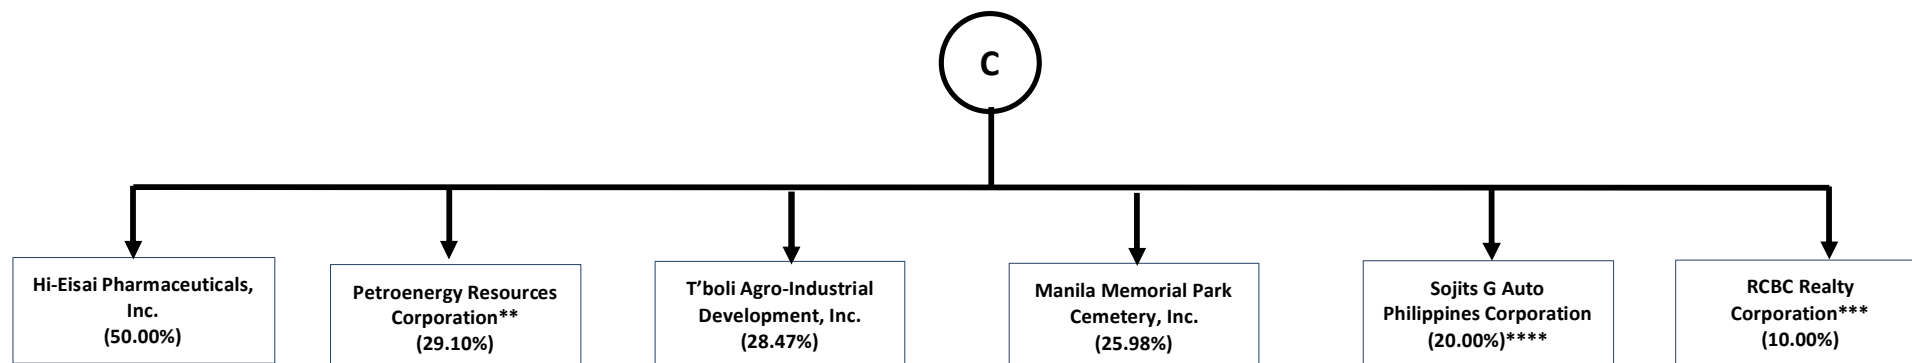 C
Hi-Eisai Pharmaceuticals,
Inc.
(50.00%)
Petroenergy Resources
Corporation**
(29.10%)
T’boli Agro-Industrial
Development, Inc.
(28.47%)
Manila Memorial Park
Cemetery, Inc.
(25.98%)
Sojits G Auto
Philippines Corporation
(20.00%)****
RCBC Realty
Corporation***
(10.00%)